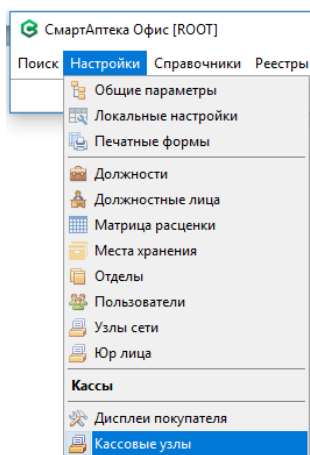 СмартАптека Офис [ROOT]
Поиск Настройки Справочники Реестры
Общие параметры
Локальные настройки
Печатные формы
Должности
Должностные лица
Матрица расценки
Места хранения
Отделы
Пользователи
Узлы сети
Юр лица
Кассы
Дисплеи покупателя
Кассовые узлы